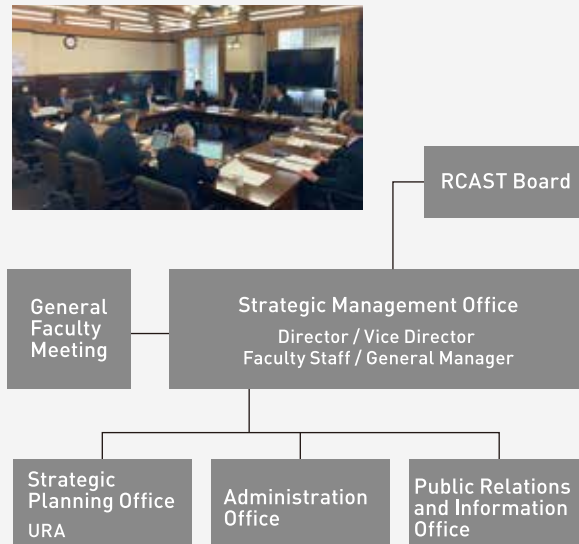 RCAST Board
General
Faculty
Meeting
Strategic Management Office
Director / Vice Director
Faculty Staff / General Manager
Strategic
Planning Office
URA
Administration
Office
Public Relations
and Information
Office